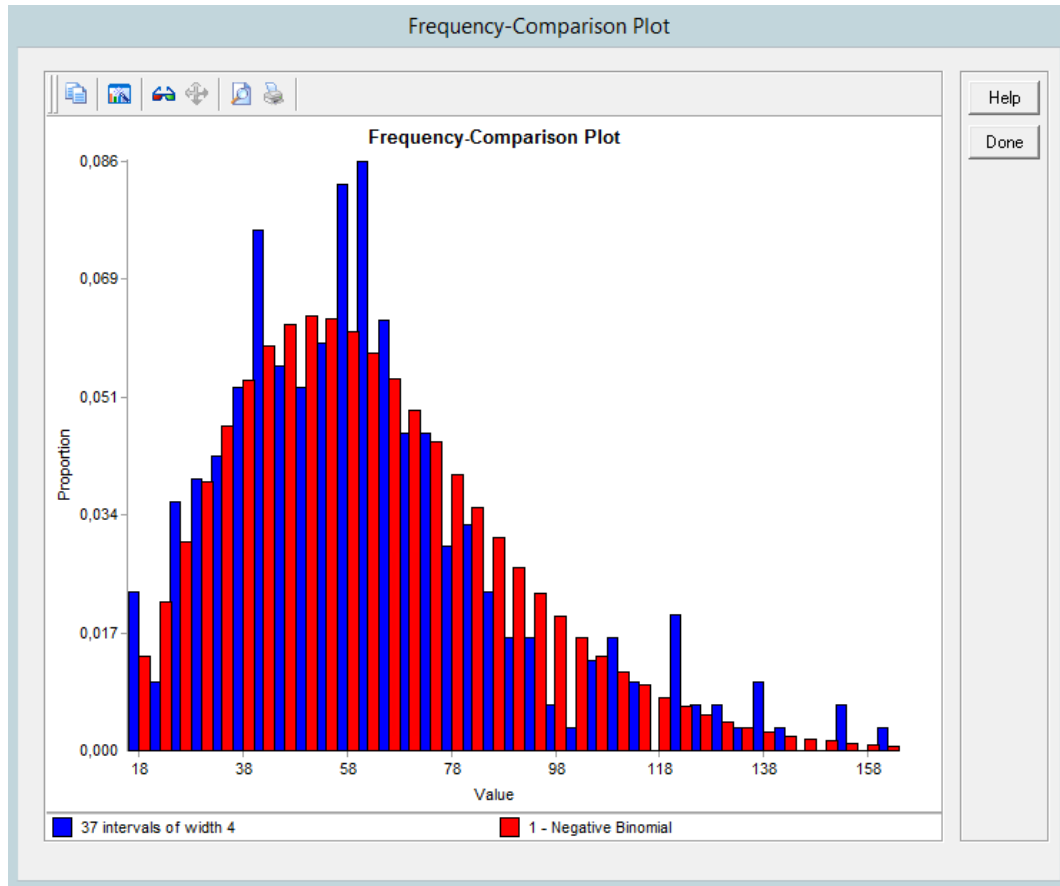 Frequency-Comparison Plot
Help
Done
Frequency-Comparison Plot
0,086
0,069
0,051
0,034
0,017
0,000
Proportion
18 38 58 78 98 118 138 158
Value
37 intervals of width 4
1 - Negative Binomial